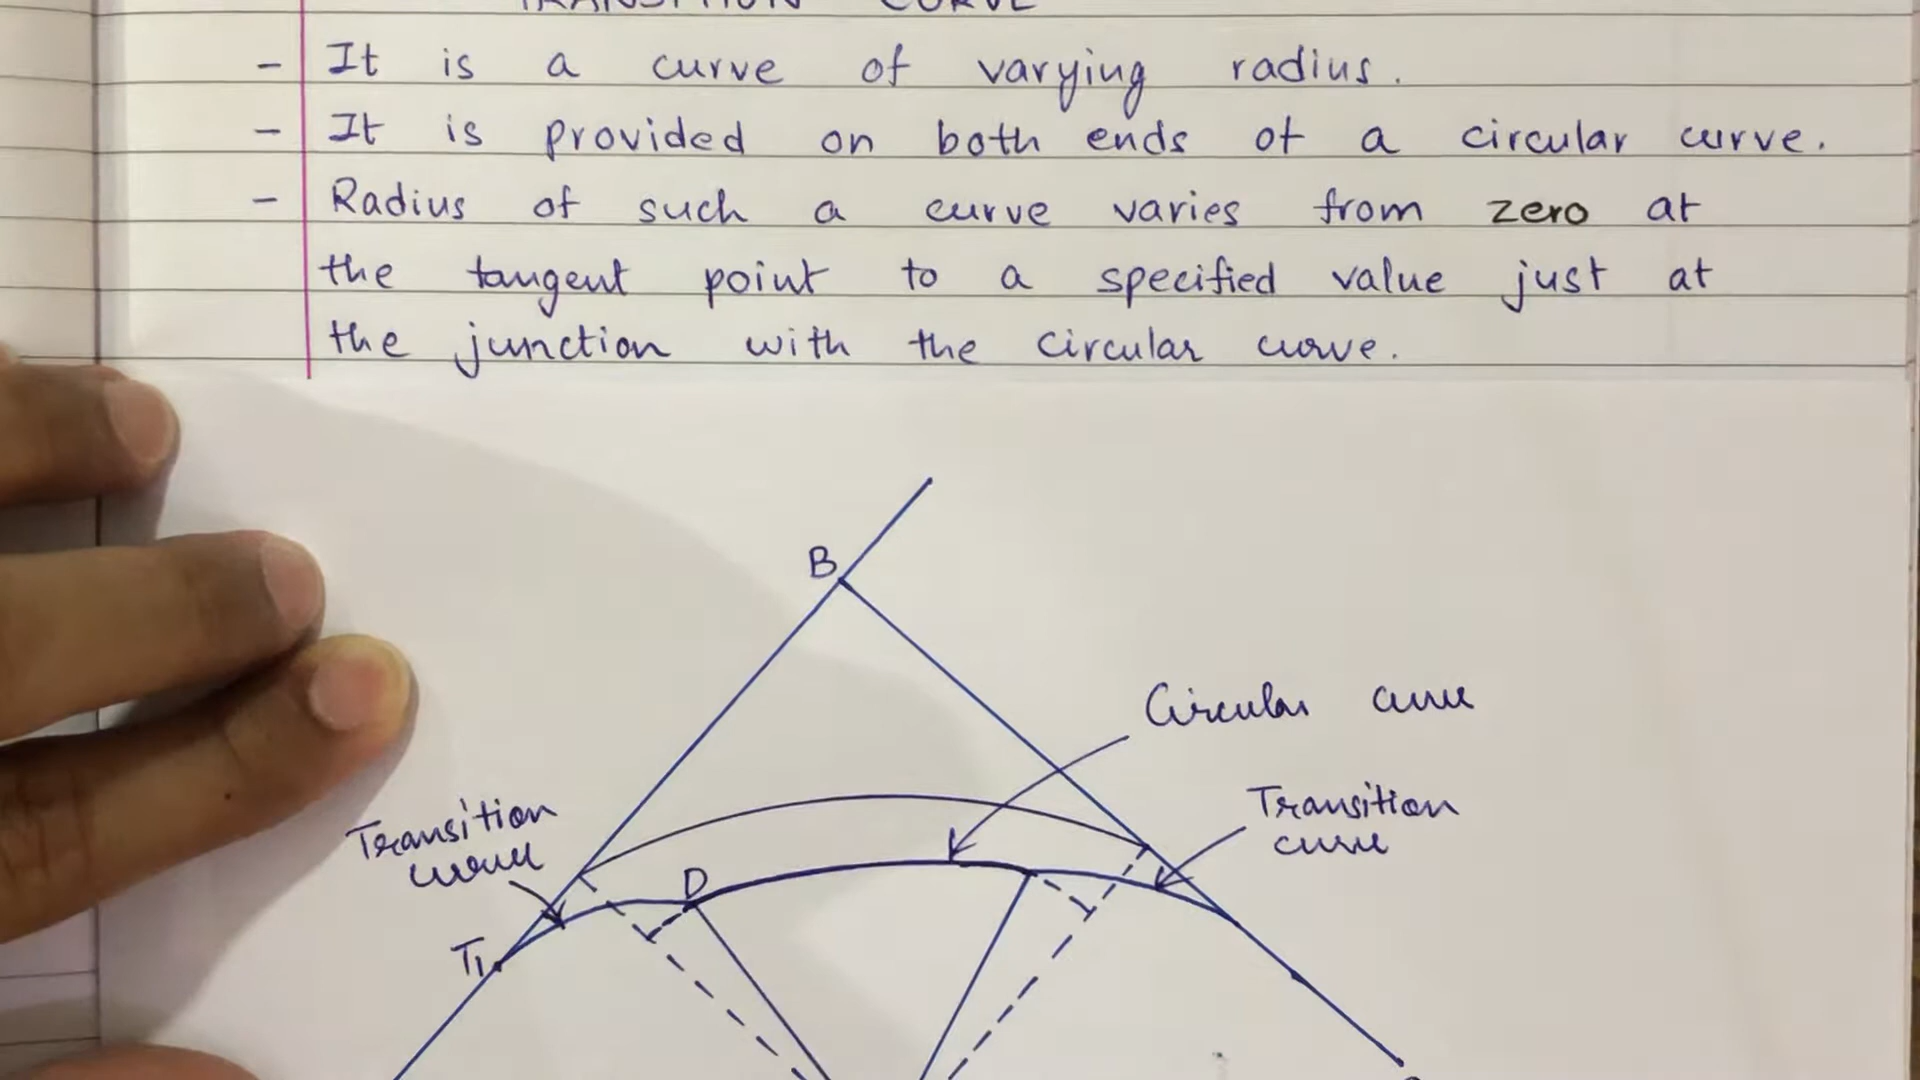 TRANSITION CURVE
- It is a curve of varying radius.
- It is provided on both ends of a circular curve.
- Radius of such a curve varies from zero at
the tangent point to a specified value just at
the junction with the circular curve.
B
Circular curve
Transition
curve
Transition
curve
D
T1